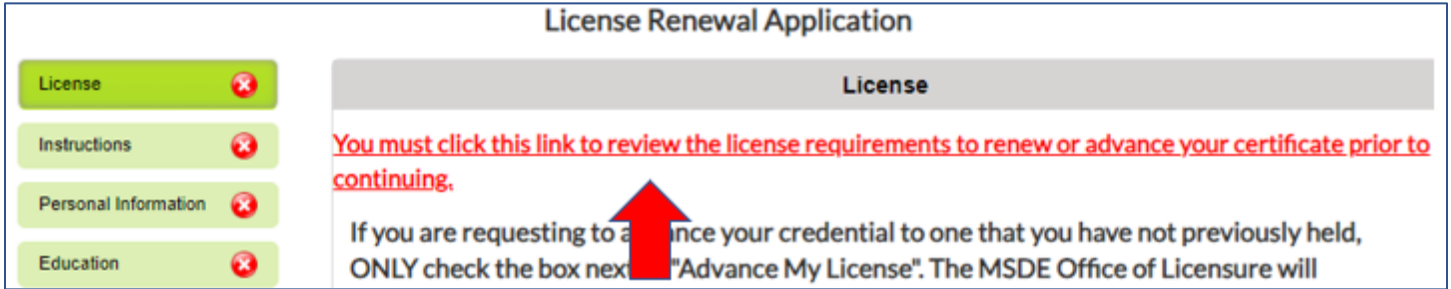 License Renewal Application
License
Instructions
Personal Information
Education
License
You must click this link to review the license requirements to renew or advance your certificate prior to
continuing.
If you are requesting to your credential to one that you have not previously held,
ONLY check the box "Advance My License". The MSDE Office of Licensure will